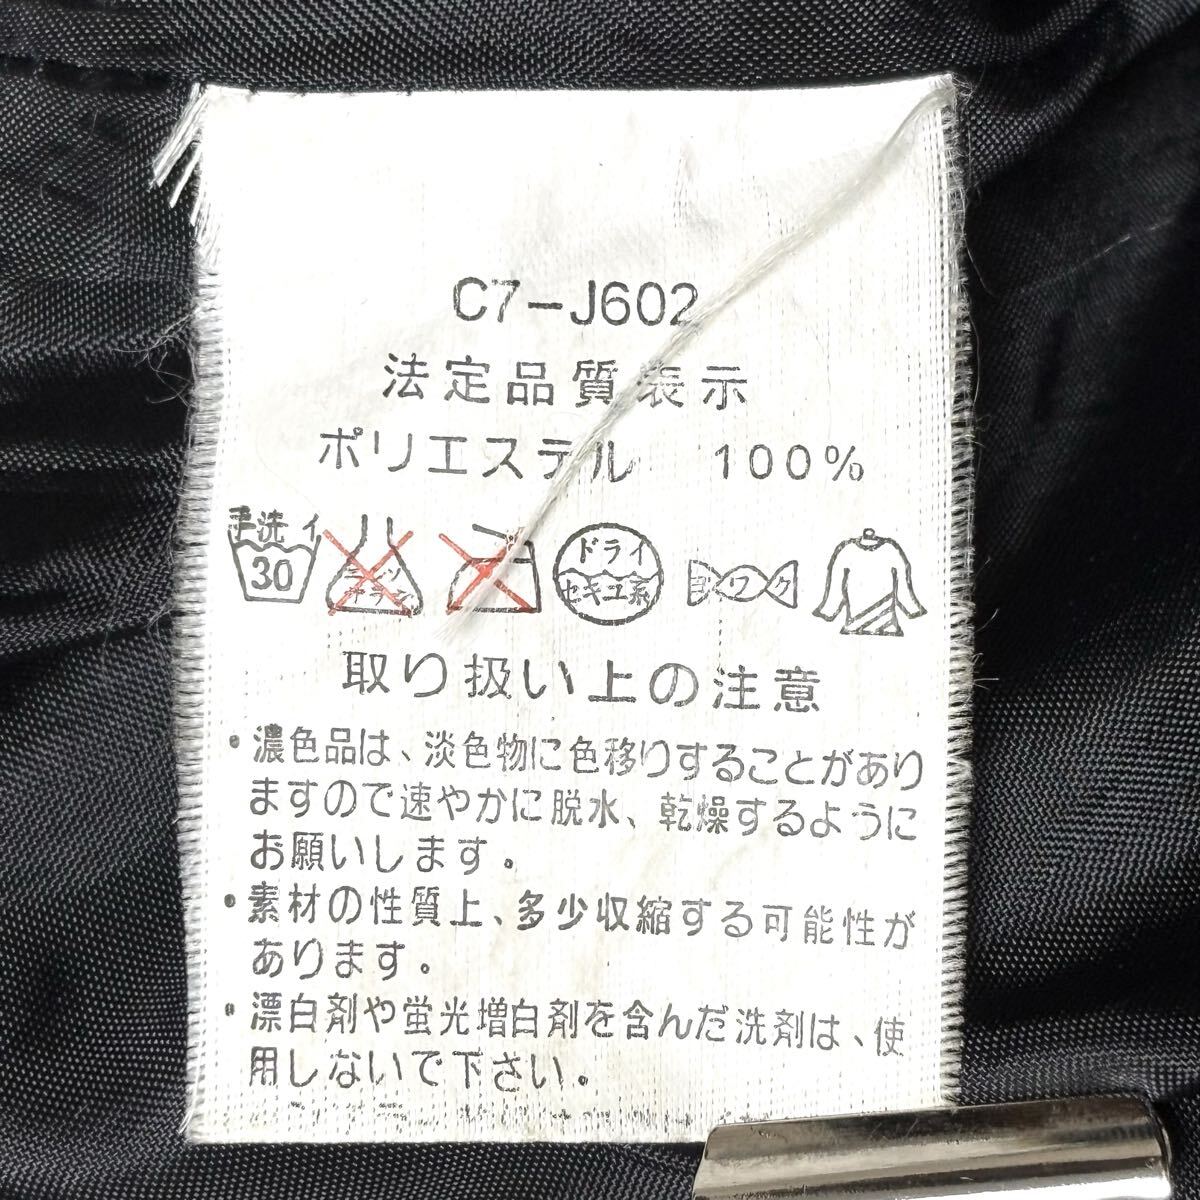 C7-J602
法定品質表示
ポリエステル 100%
手洗イ 30 ドライ セキユ系 ヨワク
取り扱い上の注意
・濃色品は、淡色物に色移りすることがあり
ますので速やかに脱水、乾燥するように
お願いします。
・素材の性質上、多少収縮する可能性が
あります。
・漂白剤や蛍光増白剤を含んだ洗剤は、使
用しないで下さい。